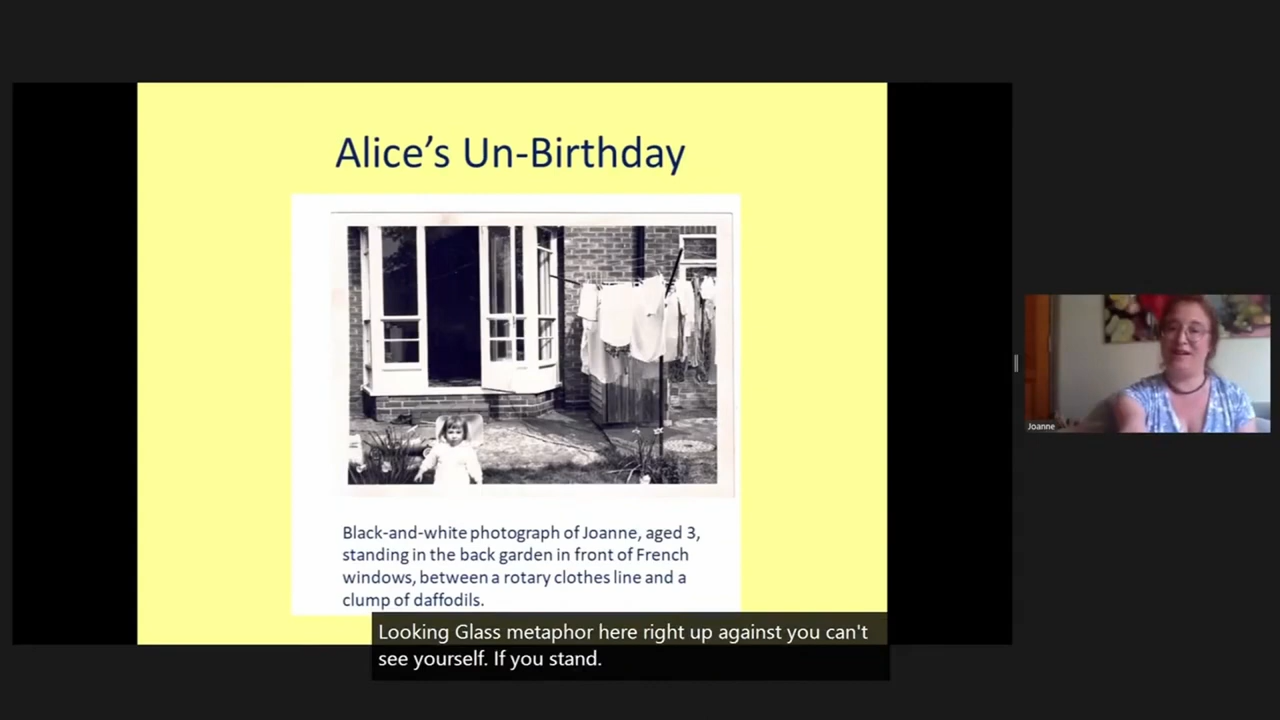 Alice's Un-Birthday
Black-and-white photograph of Joanne, aged 3,
standing in the back garden in front of French
windows, between a rotary clothes line and a
clump of daffodils.
Looking Glass metaphor here right up against you can't
see yourself. If you stand.
Joanne